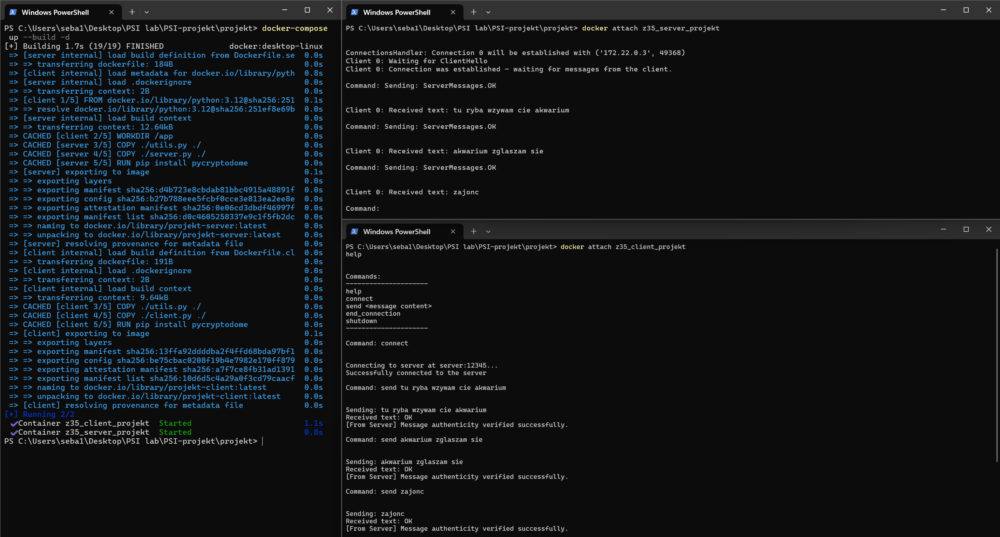 Windows PowerShell
PS C:\Users\seba1\Desktop\PSI lab\PSI-projekt\projekt> docker-compose
up --build -d
[+] Building 1.7s (19/19) FINISHED docker:desktop-linux
=> [server internal] load build definition from Dockerfile.se 0.0s
=> => transferring dockerfile: 184B 0.0s
=> [client internal] load metadata for docker.io/library/pyth 0.8s
=> [server internal] load .dockerignore 0.0s
=> => transferring context: 2B 0.0s
=> [client 1/5] FROM docker.io/library/python:3.12@sha256:251 0.1s
=> => resolve docker.io/library/python:3.12@sha256:251ef8e69b 0.0s
=> [server internal] load build context 0.0s
=> => transferring context: 12.64kB 0.0s
=> CACHED [client 2/5] WORKDIR /app 0.0s
=> CACHED [server 3/5] COPY ./utils.py ./ 0.0s
=> CACHED [server 4/5] COPY ./server.py ./ 0.0s
=> CACHED [server 5/5] RUN pip install pycryptodome 0.0s
=> [server] exporting to image 0.1s
=> => exporting layers 0.0s
=> => exporting manifest sha256:d4b723e8cbdab81bbc4915a48891f 0.0s
=> => exporting config sha256:b27b788eee5fcbf0cce3e813ea2ee8e 0.0s
=> => exporting attestation manifest sha256:0e06cd3dbdf46997f 0.0s
=> => exporting manifest list sha256:d0c4605258337e9c1f5fb2dc 0.0s
=> => naming to docker.io/library/projekt-server:latest 0.0s
=> => unpacking to docker.io/library/projekt-server:latest 0.0s
=> [server] resolving provenance for metadata file 0.0s
=> [client internal] load build definition from Dockerfile.cl 0.0s
=> => transferring dockerfile: 191B 0.0s
=> [client internal] load .dockerignore 0.0s
=> => transferring context: 2B 0.0s
=> [client internal] load build context 0.0s
=> => transferring context: 9.64kB 0.0s
=> CACHED [client 3/5] COPY ./utils.py ./ 0.0s
=> CACHED [client 4/5] COPY ./client.py ./ 0.0s
=> CACHED [client 5/5] RUN pip install pycryptodome 0.0s
=> [client] exporting to image 0.1s
=> => exporting layers 0.0s
=> => exporting manifest sha256:13ffa92ddddba2f4ffd68bda97bf1 0.0s
=> => exporting config sha256:be75cbac0208f19b4e7982e170ff879 0.0s
=> => exporting attestation manifest sha256:a7f7ce8fb31ad1391 0.0s
=> => exporting manifest list sha256:10d6d5c4a29a0f3cd79caacf 0.0s
=> => naming to docker.io/library/projekt-client:latest 0.0s
=> => unpacking to docker.io/library/projekt-client:latest 0.0s
=> [client] resolving provenance for metadata file 0.0s
[+] Running 2/2
✔Container z35_client_projekt Started 1.1s
✔Container z35_server_projekt Started 0.8s
PS C:\Users\seba1\Desktop\PSI lab\PSI-projekt\projekt>
Windows PowerShell
PS C:\Users\seba1\Desktop\PSI lab\PSI-projekt\projekt> docker attach z35_server_projekt
ConnectionsHandler: Connection 0 will be established with ('172.22.0.3', 49368)
Client 0: Waiting for ClientHello
Client 0: Connection was established - waiting for messages from the client.
Command: Sending: ServerMessages.OK
Client 0: Received text: tu ryba wzywam cie akwarium
Command: Sending: ServerMessages.OK
Client 0: Received text: akwarium zglaszam sie
Command: Sending: ServerMessages.OK
Client 0: Received text: zajonc
Command:
Windows PowerShell
PS C:\Users\seba1\Desktop\PSI lab\PSI-projekt\projekt> docker attach z35_client_projekt
help
Commands:
---------------------
help
connect
send <message content>
end_connection
shutdown
---------------------
Command: connect
Connecting to server at server:12345...
Successfully connected to the server
Command: send tu ryba wzywam cie akwarium
Sending: tu ryba wzywam cie akwarium
Received text: OK
[From Server] Message authenticity verified successfully.
Command: send akwarium zglaszam sie
Sending: akwarium zglaszam sie
Received text: OK
[From Server] Message authenticity verified successfully.
Command: send zajonc
Sending: zajonc
Received text: OK
[From Server] Message authenticity verified successfully.